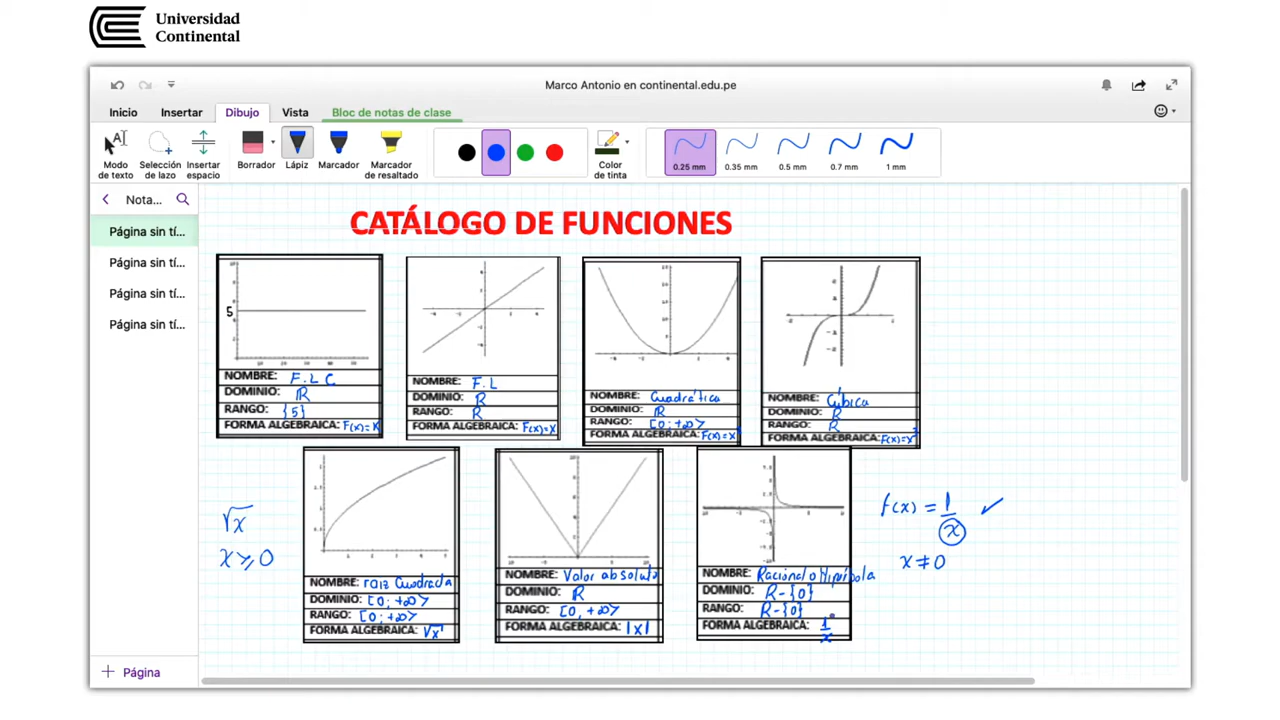 Universidad
Continental
Marco Antonio en continental.edu.pe
Inicio Insertar Dibujo Vista Bloc de notas de clase
Modo de texto
Selección de lazo
Insertar espacio
Borrador
Lápiz
Marcador
Marcador de resaltado
Color de tinta
0.25 mm 0.35 mm 0.5 mm 0.7 mm 1 mm
Nota...
Página sin tí...
Página sin tí...
Página sin tí...
Página sin tí...
Página
CATÁLOGO DE FUNCIONES
5
NOMBRE: F.L C
DOMINIO: R
RANGO: {5}
FORMA ALGEBRAICA: F(x)=K
NOMBRE: F.L
DOMINIO: R
RANGO: R
FORMA ALGEBRAICA: F(x)=x
NOMBRE: Cuadrática
DOMINIO: R
RANGO: [0; +∞>
FORMA ALGEBRAICA: F(x)=x²
NOMBRE: Cúbica
DOMINIO: R
RANGO: R
FORMA ALGEBRAICA: F(x)=x³
√x
x ≥ 0
NOMBRE: raiz Cuadrada
DOMINIO: [0; +∞>
RANGO: [0; +∞>
FORMA ALGEBRAICA: √x
NOMBRE: Valor absoluto
DOMINIO: R
RANGO: [0, +∞>
FORMA ALGEBRAICA: |x|
NOMBRE: Racional o Hipérbola
DOMINIO: R-{0}
RANGO: R-{0}
FORMA ALGEBRAICA: 1/x
f(x) = 1/x ✓
x ≠ 0